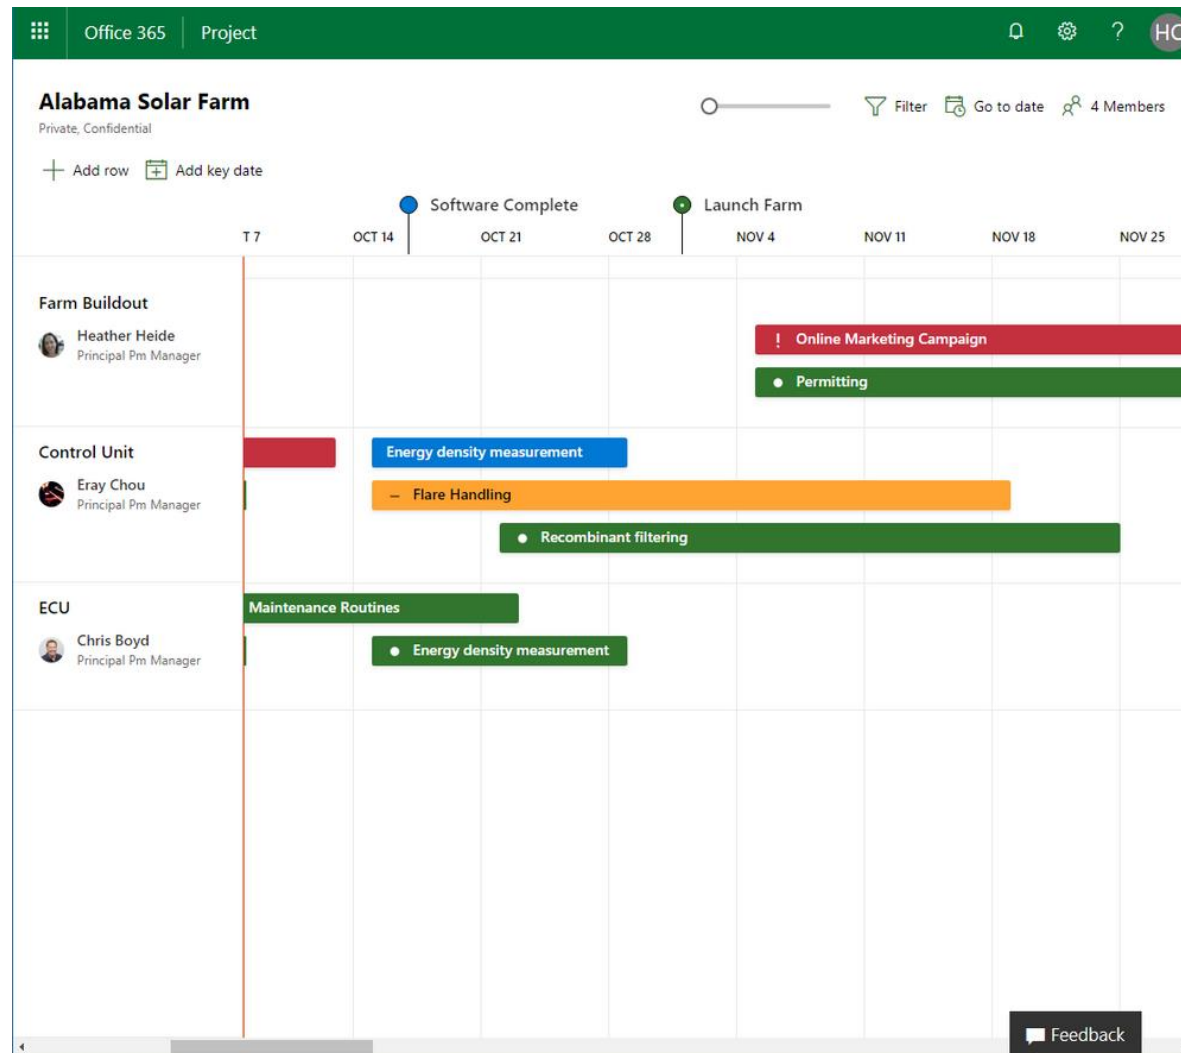 Office 365 Project HC
Alabama Solar Farm
Private, Confidential
Filter Go to date 4 Members
Add row Add key date
Software Complete Launch Farm
T 7 OCT 14 OCT 21 OCT 28 NOV 4 NOV 11 NOV 18 NOV 25
Farm Buildout
Heather Heide
Principal Pm Manager
! Online Marketing Campaign
Permitting
Control Unit
Eray Chou
Principal Pm Manager
Energy density measurement
– Flare Handling
Recombinant filtering
ECU
Chris Boyd
Principal Pm Manager
Maintenance Routines
Energy density measurement
Feedback